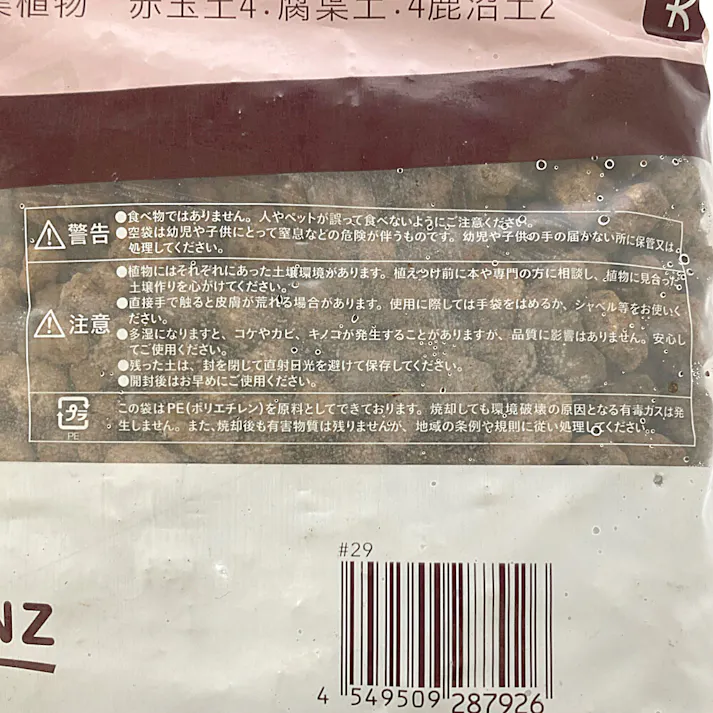 植物 赤玉土4:腐葉土:4鹿沼土2
警告
●食べ物ではありません。人やペットが誤って食べないようにご注意ください。
●空袋は幼児や子供にとって窒息などの危険が伴うものです。幼児や子供の手の届かない所に保管又は、
処理してください。
注意
●植物にはそれぞれにあった土壌環境があります。植えつけ前に本や専門の方に相談し、植物に見合った
土壌作りを心がけてください。
●直接手で触ると皮膚が荒れる場合があります。使用に際しては手袋をはめるか、シャベル等をお使いく
ださい。
●多湿になりますと、コケやカビ、キノコが発生することがありますが、品質に影響はありません。安心し
てご使用ください。
●残った土は、封を閉じて直射日光を避けて保存してください。
●開封後はお早めにご使用ください。
プラ
PE
この袋はPE(ポリエチレン)を原料としてできております。焼却しても環境破壊の原因となる有毒ガスは発
生しません。また、焼却後も有害物質は残りませんが、地域の条例や規則に従い処理してください。
#29
NZ
4 549509 287926